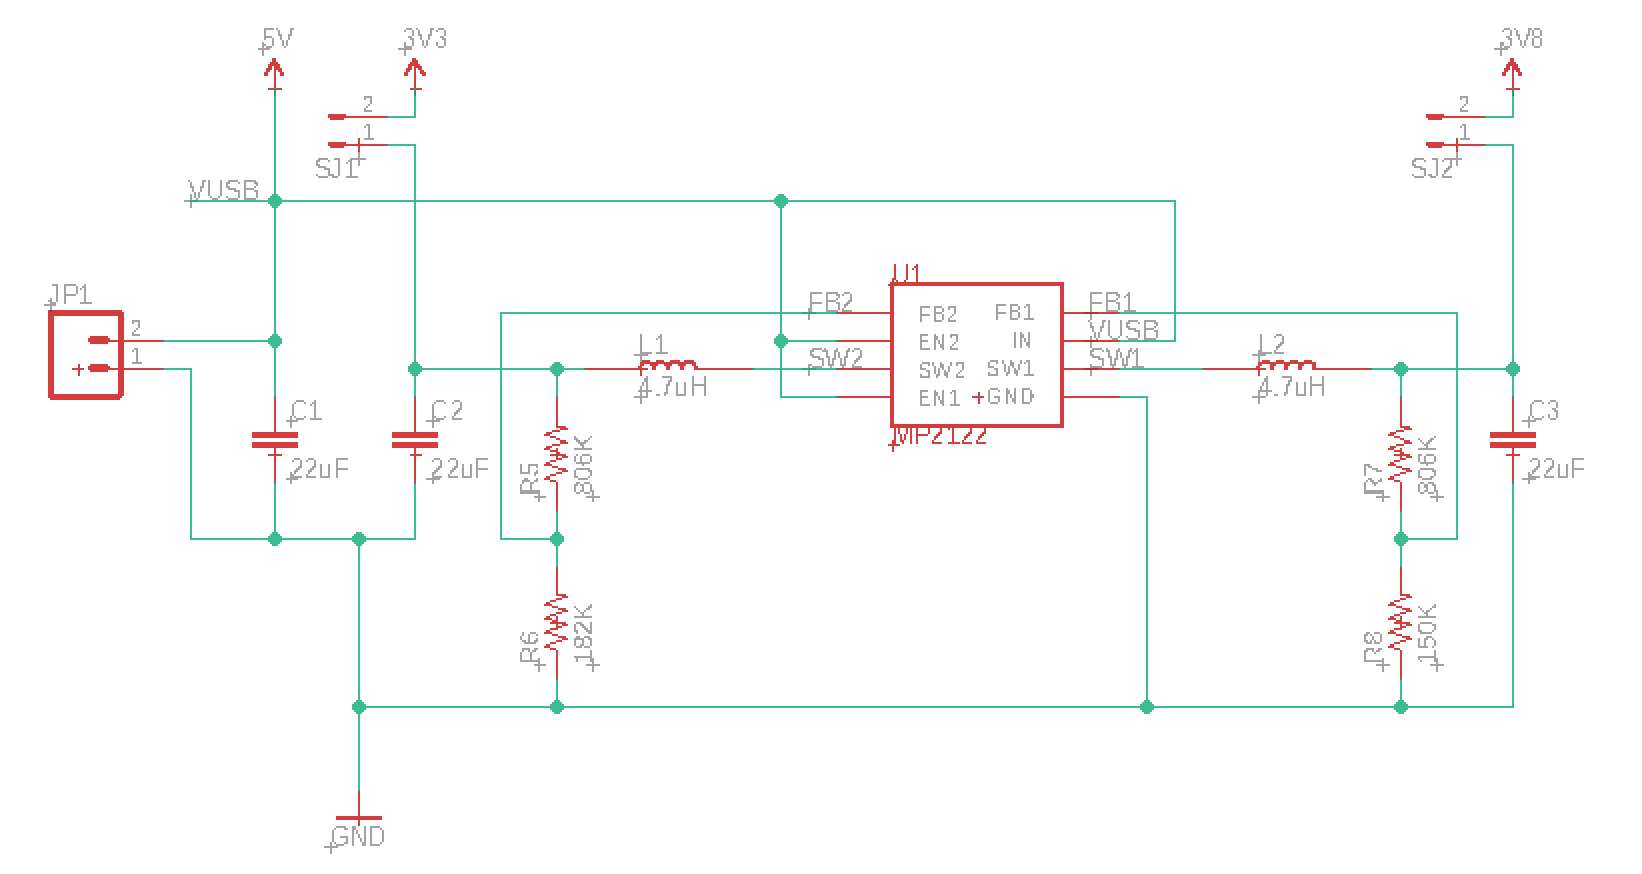 5V
3V3
3V8
2
1
SJ1
2
1
SJ2
VUSB
JP1
2
1
U1
FB2
FB2
FB1
FB1
EN2
IN
VUSB
L1
SW2
SW2
SW1
SW1
L2
4.7uH
EN1
GND
4.7uH
MP2122
C1
22uF
C2
22uF
R5
806K
R7
806K
C3
22uF
R6
182K
R8
150K
GND